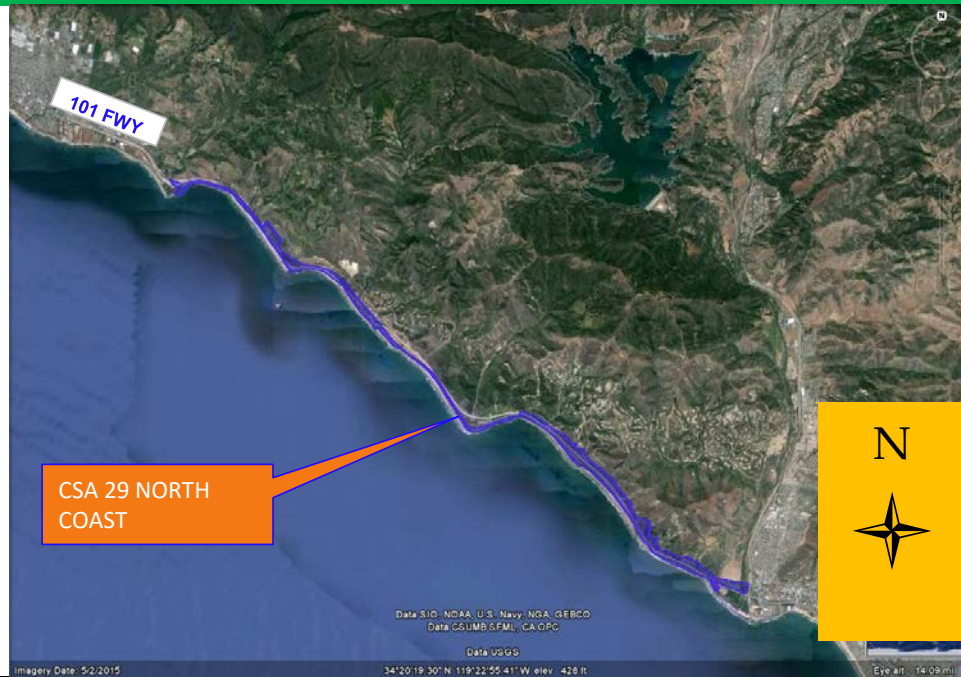 N
101 FWY
N
CSA 29 NORTH
COAST
Data SIO, NOAA, U.S. Navy, NGA, GEBCO
Data CSUMB SFML, CA OPC
Data USGS
Imagery Date: 5/2/2015
34°20'19.30" N 119°22'55.41" W elev 428 ft
Eye alt 14.09 mi